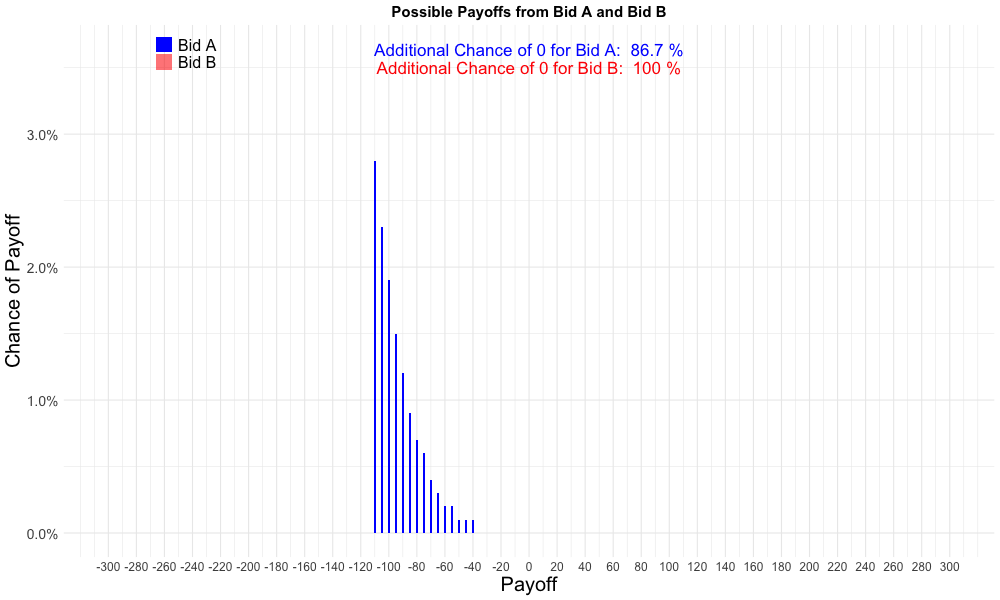 Possible Payoffs from Bid A and Bid B
Bid A
Bid B
Additional Chance of 0 for Bid A:  86.7 %
Additional Chance of 0 for Bid B:  100 %
Chance of Payoff
3.0%
2.0%
1.0%
0.0%
-300 -280 -260 -240 -220 -200 -180 -160 -140 -120 -100 -80 -60 -40 -20 0 20 40 60 80 100 120 140 160 180 200 220 240 260 280 300
Payoff